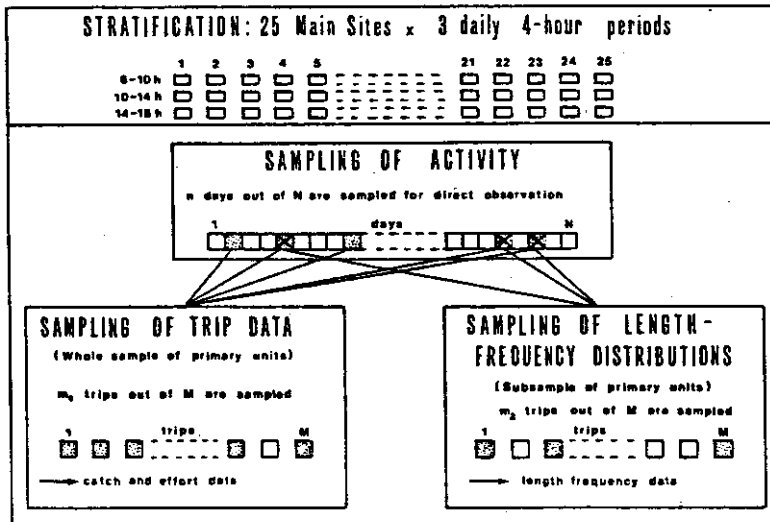 STRATIFICATION: 25 Main Sites x 3 daily 4-hour periods
1 2 3 4 5 21 22 23 24 25
6-10h
10-14h
14-18h
SAMPLING OF ACTIVITY
n days out of N are sampled for direct observation
1 days N
SAMPLING OF TRIP DATA
(Whole sample of primary units)
m₁ trips out of M are sampled
1 trips M
catch and effort data
SAMPLING OF LENGTH-
FREQUENCY DISTRIBUTIONS
(Subsample of primary units)
m₂ trips out of M are sampled
1 trips M
length frequency data